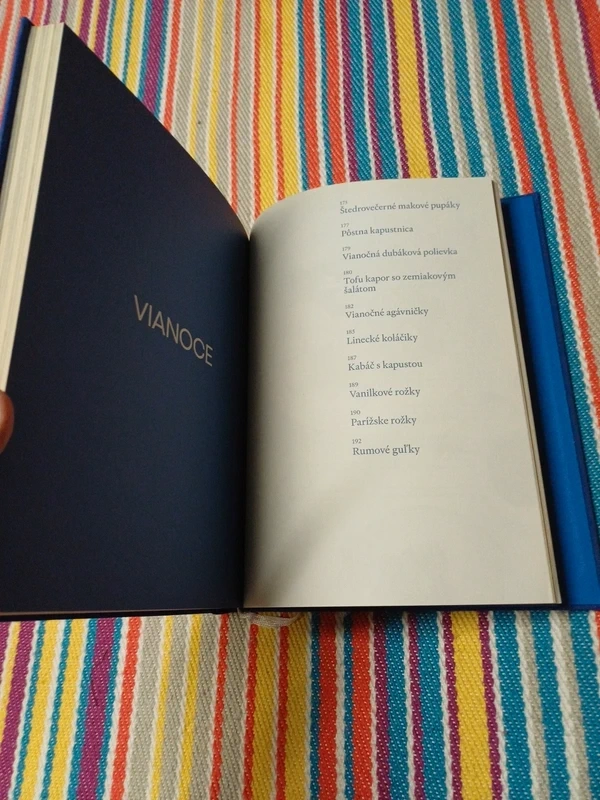 VIANOCE
175
Štedrovečerné makové pupáky
177
Pôstna kapustnica
179
Vianočná dubáková polievka
180
Tofu kapor so zemiakovým
šalátom
182
Vianočné agávničky
185
Linecké koláčiky
187
Kabáč s kapustou
189
Vanilkové rožky
190
Parížske rožky
192
Rumové guľky